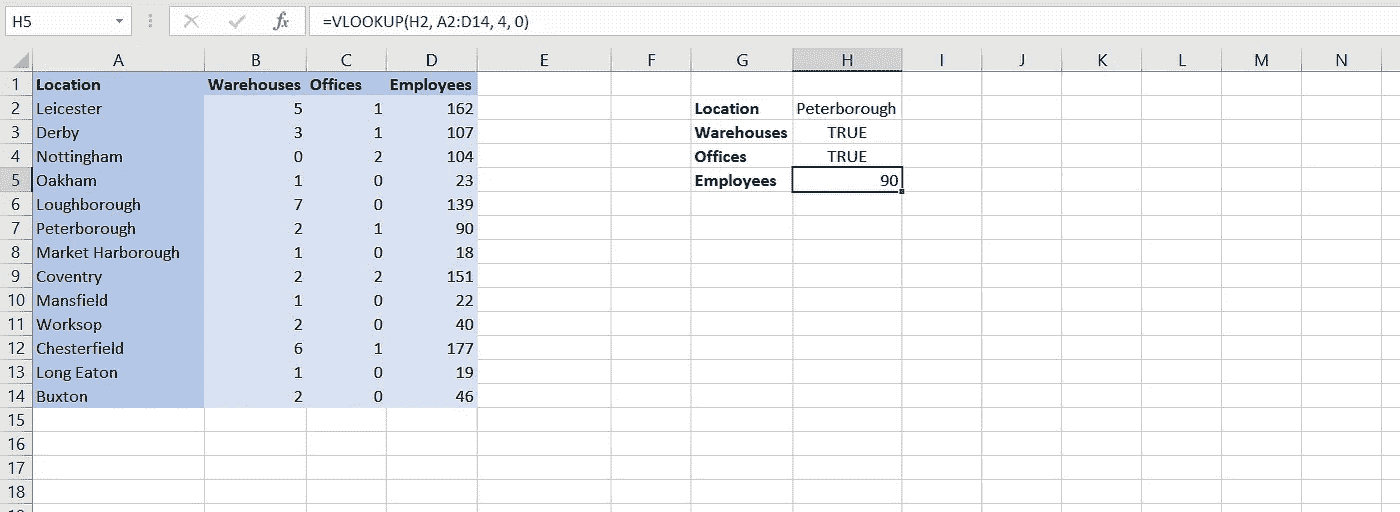 H5 fx =VLOOKUP(H2, A2:D14, 4, 0)
A B C D E F G H I J K L M N
1 Location Warehouses Offices Employees
2 Leicester 5 1 162 Location Peterborough
3 Derby 3 1 107 Warehouses TRUE
4 Nottingham 0 2 104 Offices TRUE
5 Oakham 1 0 23 Employees 90
6 Loughborough 7 0 139
7 Peterborough 2 1 90
8 Market Harborough 1 0 18
9 Coventry 2 2 151
10 Mansfield 1 0 22
11 Worksop 2 0 40
12 Chesterfield 6 1 177
13 Long Eaton 1 0 19
14 Buxton 2 0 46
15
16
17
18